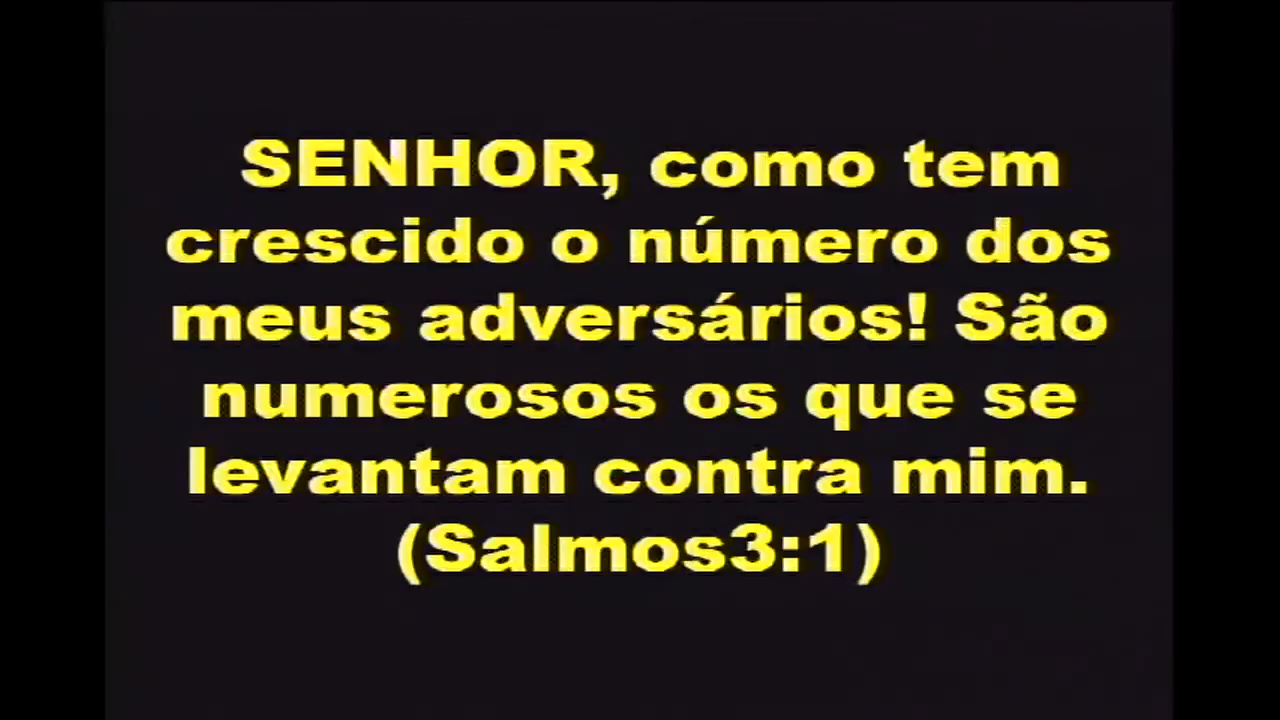 SENHOR, como tem
crescido o número dos
meus adversários! São
numerosos os que se
levantam contra mim.
(Salmos3:1)